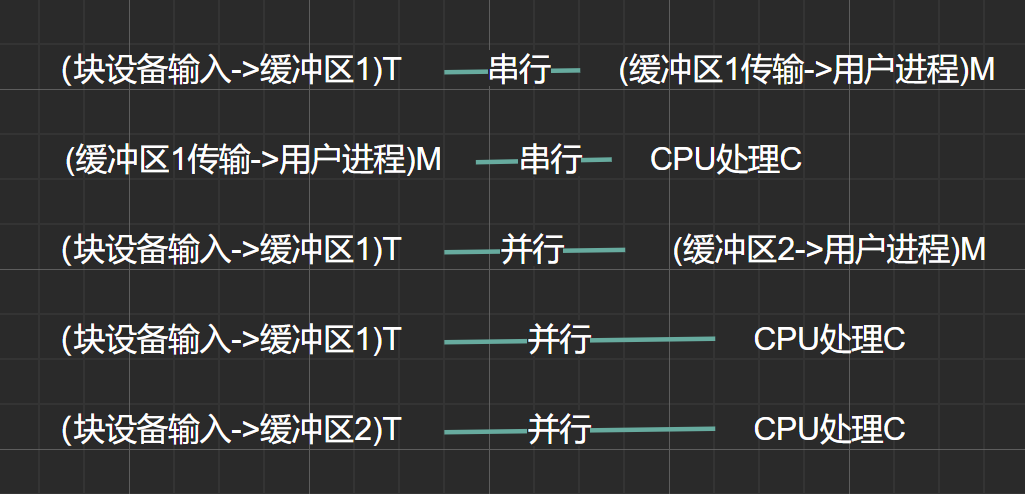 (块设备输入->缓冲区1)T 串行 (缓冲区1传输->用户进程)M
(缓冲区1传输->用户进程)M 串行 CPU处理C
(块设备输入->缓冲区1)T 并行 (缓冲区2->用户进程)M
(块设备输入->缓冲区1)T 并行 CPU处理C
(块设备输入->缓冲区2)T 并行 CPU处理C